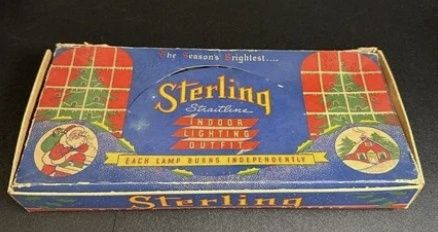 The Season's Brightest....
Sterling
Straitline
INDOOR
LIGHTING
OUTFIT
EACH LAMP BURNS INDEPENDENTLY
Sterling